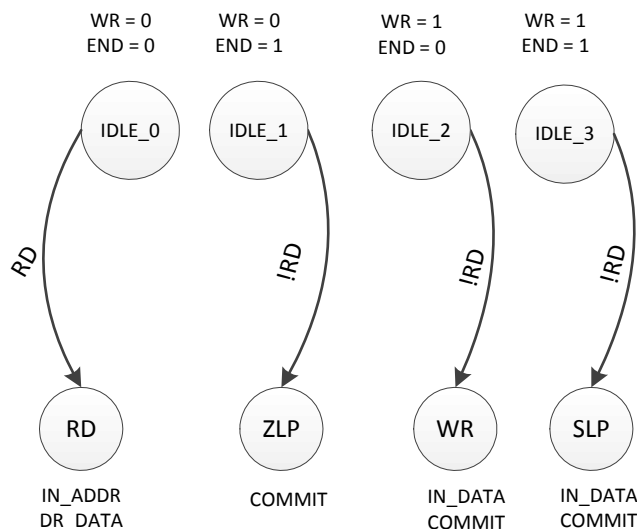 WR = 0 WR = 0 WR = 1 WR = 1
END = 0 END = 1 END = 0 END = 1
IDLE_0 IDLE_1 IDLE_2 IDLE_3
RD !RD !RD !RD
RD ZLP WR SLP
IN_ADDR COMMIT IN_DATA IN_DATA
DR_DATA COMMIT COMMIT